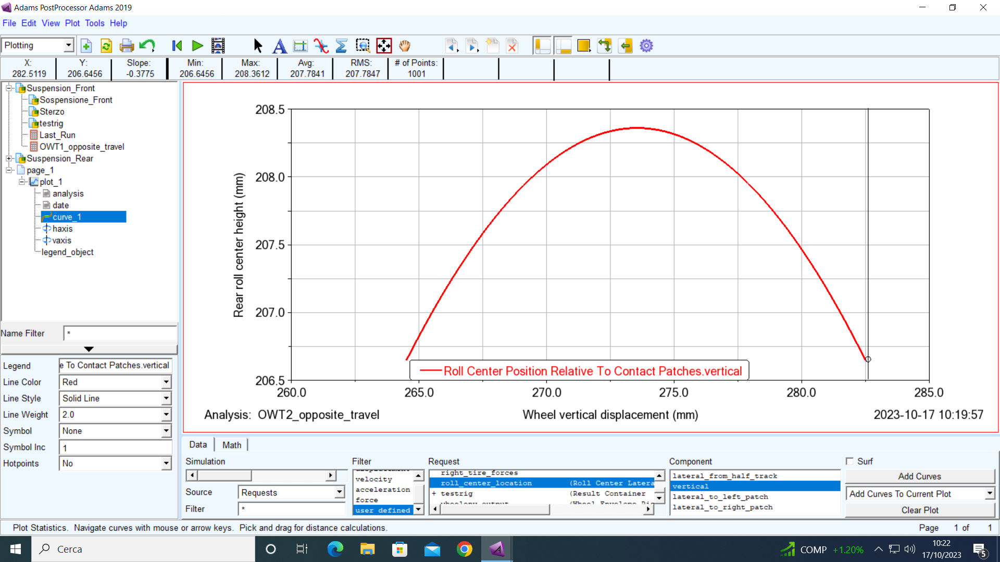 Adams PostProcessor Adams 2019
File Edit View Plot Tools Help
Plotting
X: Y: Slope: Min: Max: Avg: RMS: # of Points:
282.5119 206.6456 -0.3775 206.6456 208.3612 207.7841 207.7847 1001
Suspension_Front
Sospensione_Front
Sterzo
testrig
Last_Run
OWT1_opposite_travel
Suspension_Rear
page_1
plot_1
analysis
date
curve_1
haxis
vaxis
legend_object
Name Filter *
Legend e To Contact Patches.vertical
Line Color Red
Line Style Solid Line
Line Weight 2.0
Symbol None
Symbol Inc 1
Hotpoints No
Rear roll center height (mm)
208.5
208.0
207.5
207.0
206.5
Roll Center Position Relative To Contact Patches.vertical
260.0 265.0 270.0 275.0 280.0 285.0
Analysis: OWT2_opposite_travel Wheel vertical displacement (mm) 2023-10-17 10:19:57
Data Math
Simulation
Source Requests
Filter *
Filter
velocity
acceleration
force
user defined
Request
right_tire_forces
roll_center_location (Roll Center Latera
+ testrig (Result Container
Component
lateral_from_half_track
vertical
lateral_to_left_patch
lateral_to_right_patch
Surf
Add Curves
Add Curves To Current Plot
Clear Plot
Plot Statistics. Navigate curves with mouse or arrow keys. Pick and drag for distance calculations.
Page 1 of 1
Cerca
COMP +1.20%
10:22
17/10/2023
5